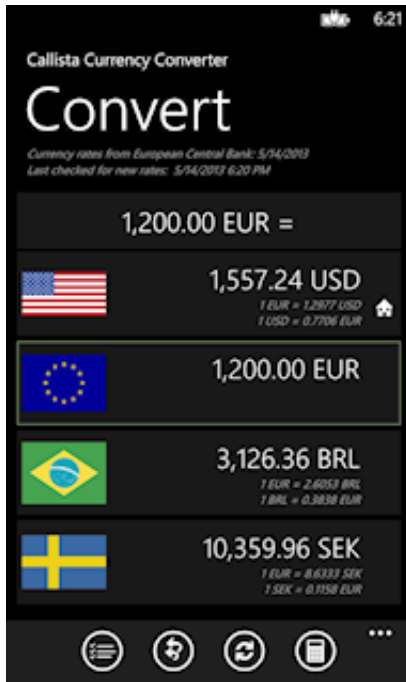 6:21
Callista Currency Converter
Convert
Currency rates from European Central Bank: 5/14/2013
Last checked for new rates: 5/14/2013 6:20 PM
1,200.00 EUR =
1,557.24 USD
1 EUR = 1.2977 USD
1 USD = 0.7706 EUR
1,200.00 EUR
3,126.36 BRL
1 EUR = 2.6053 BRL
1 BRL = 0.3838 EUR
10,359.96 SEK
1 EUR = 8.6333 SEK
1 SEK = 0.1158 EUR